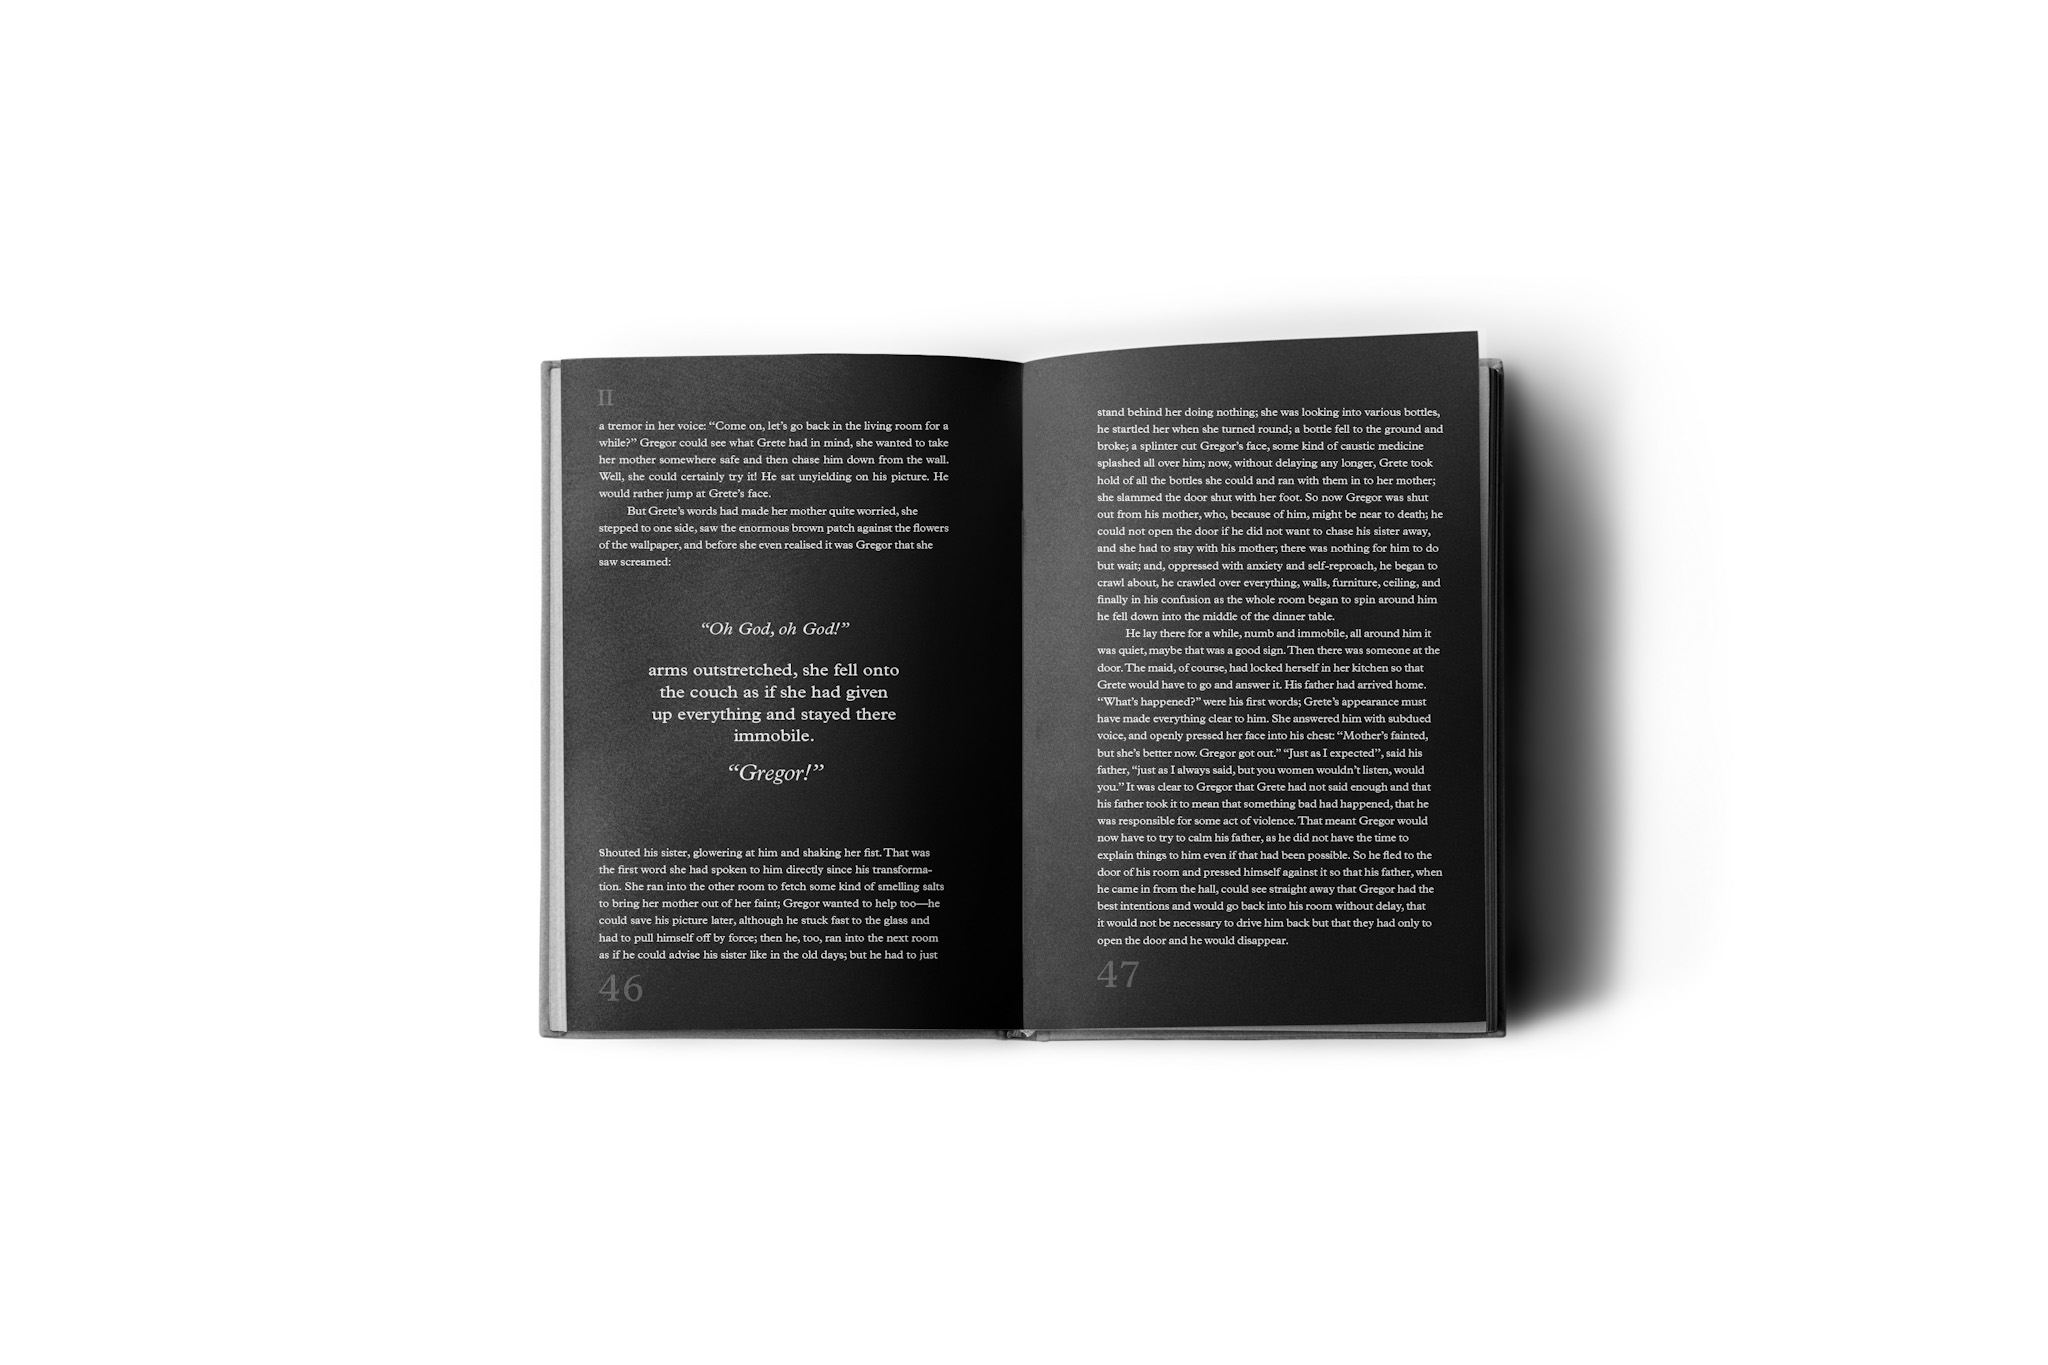 II
a tremor in her voice: “Come on, let’s go back in the living room for a
while?” Gregor could see what Grete had in mind, she wanted to take
her mother somewhere safe and then chase him down from the wall.
Well, she could certainly try it! He sat unyielding on his picture. He
would rather jump at Grete’s face.
But Grete’s words had made her mother quite worried, she
stepped to one side, saw the enormous brown patch against the flowers
of the wallpaper, and before she even realised it was Gregor that she
saw screamed:
“Oh God, oh God!”
arms outstretched, she fell onto
the couch as if she had given
up everything and stayed there
immobile.
“Gregor!”
Shouted his sister, glowering at him and shaking her fist. That was
the first word she had spoken to him directly since his transforma-
tion. She ran into the other room to fetch some kind of smelling salts
to bring her mother out of her faint; Gregor wanted to help too—he
could save his picture later, although he stuck fast to the glass and
had to pull himself off by force; then he, too, ran into the next room
as if he could advise his sister like in the old days; but he had to just
46
stand behind her doing nothing; she was looking into various bottles,
he startled her when she turned round; a bottle fell to the ground and
broke; a splinter cut Gregor’s face, some kind of caustic medicine
splashed all over him; now, without delaying any longer, Grete took
hold of all the bottles she could and ran with them in to her mother;
she slammed the door shut with her foot. So now Gregor was shut
out from his mother, who, because of him, might be near to death; he
could not open the door if he did not want to chase his sister away,
and she had to stay with his mother; there was nothing for him to do
but wait; and, oppressed with anxiety and self-reproach, he began to
crawl about, he crawled over everything, walls, furniture, ceiling, and
finally in his confusion as the whole room began to spin around him
he fell down into the middle of the dinner table.
He lay there for a while, numb and immobile, all around him it
was quiet, maybe that was a good sign. Then there was someone at the
door. The maid, of course, had locked herself in her kitchen so that
Grete would have to go and answer it. His father had arrived home.
“What’s happened?” were his first words; Grete’s appearance must
have made everything clear to him. She answered him with subdued
voice, and openly pressed her face into his chest: “Mother’s fainted,
but she’s better now. Gregor got out.” “Just as I expected”, said his
father, “just as I always said, but you women wouldn’t listen, would
you.” It was clear to Gregor that Grete had not said enough and that
his father took it to mean that something bad had happened, that he
was responsible for some act of violence. That meant Gregor would
now have to try to calm his father, as he did not have the time to
explain things to him even if that had been possible. So he fled to the
door of his room and pressed himself against it so that his father, when
he came in from the hall, could see straight away that Gregor had the
best intentions and would go back into his room without delay, that
it would not be necessary to drive him back but that they had only to
open the door and he would disappear.
47